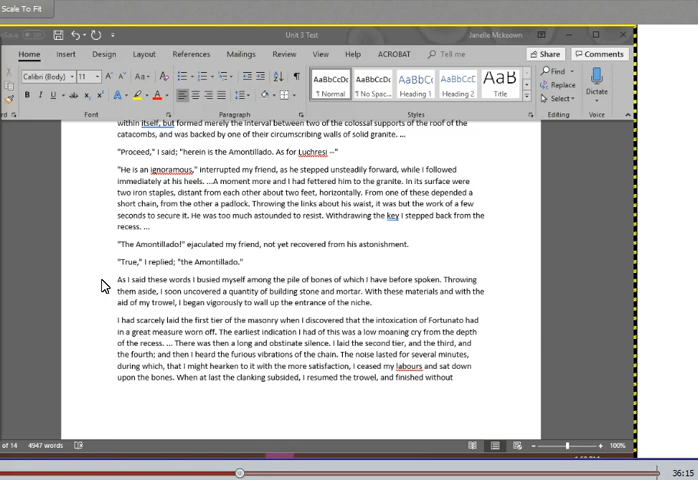 Scale To Fit
Unit 3 Test
Janelle Mckeown
Home Insert Draw Design Layout References Mailings Review View Help ACROBAT Tell me Share Comments
Calibri (Body) 11 Aa
AaBbCcDc AaBbCcDc AaBbCc AaBbCcD AaB
Find
Replace
Select
¶ Normal ¶ No Spac... Heading 1 Heading 2 Title
Dictate
Font Paragraph Styles Editing Voice
within itself, but formed merely the interval between two of the colossal supports of the roof of the
catacombs, and was backed by one of their circumscribing walls of solid granite. ...
"Proceed," I said; "herein is the Amontillado. As for Luchresi --"
"He is an ignoramous," interrupted my friend, as he stepped unsteadily forward, while I followed
immediately at his heels. ...A moment more and I had fettered him to the granite. In its surface were
two iron staples, distant from each other about two feet, horizontally. From one of these depended a
short chain, from the other a padlock. Throwing the links about his waist, it was but the work of a few
seconds to secure it. He was too much astounded to resist. Withdrawing the key I stepped back from the
recess. ...
"The Amontillado!" ejaculated my friend, not yet recovered from his astonishment.
"True," I replied; "the Amontillado."
As I said these words I busied myself among the pile of bones of which I have before spoken. Throwing
them aside, I soon uncovered a quantity of building stone and mortar. With these materials and with the
aid of my trowel, I began vigorously to wall up the entrance of the niche.
I had scarcely laid the first tier of the masonry when I discovered that the intoxication of Fortunato had
in a great measure worn off. The earliest indication I had of this was a low moaning cry from the depth
of the recess. ... There was then a long and obstinate silence. I laid the second tier, and the third, and
the fourth; and then I heard the furious vibrations of the chain. The noise lasted for several minutes,
during which, that I might hearken to it with the more satisfaction, I ceased my labours and sat down
upon the bones. When at last the clanking subsided, I resumed the trowel, and finished without
of 14 4947 words 100%
36:15